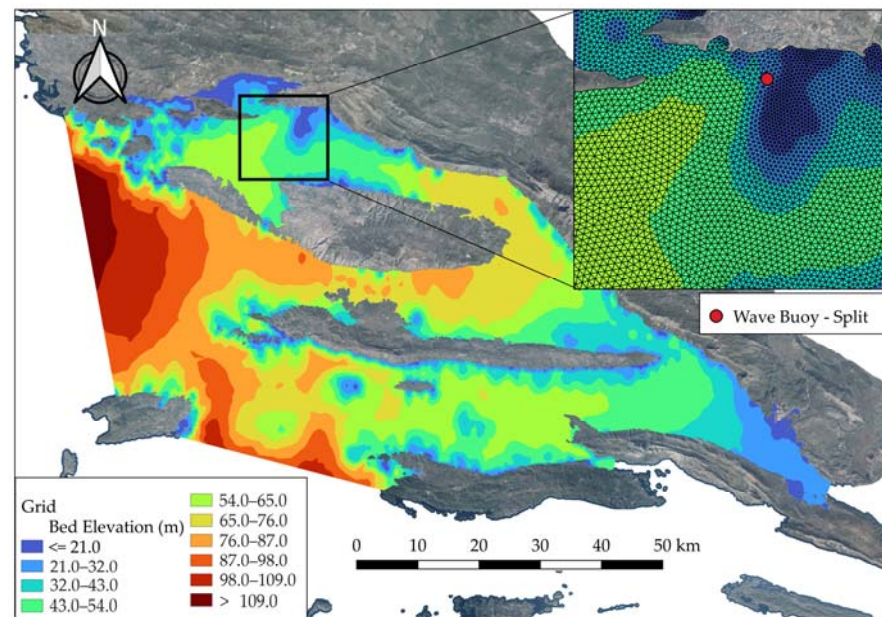 N
Wave Buoy - Split
Grid
Bed Elevation (m)
<= 21.0
21.0–32.0
32.0–43.0
43.0–54.0
54.0–65.0
65.0–76.0
76.0–87.0
87.0–98.0
98.0–109.0
> 109.0
0 10 20 30 40 50 km